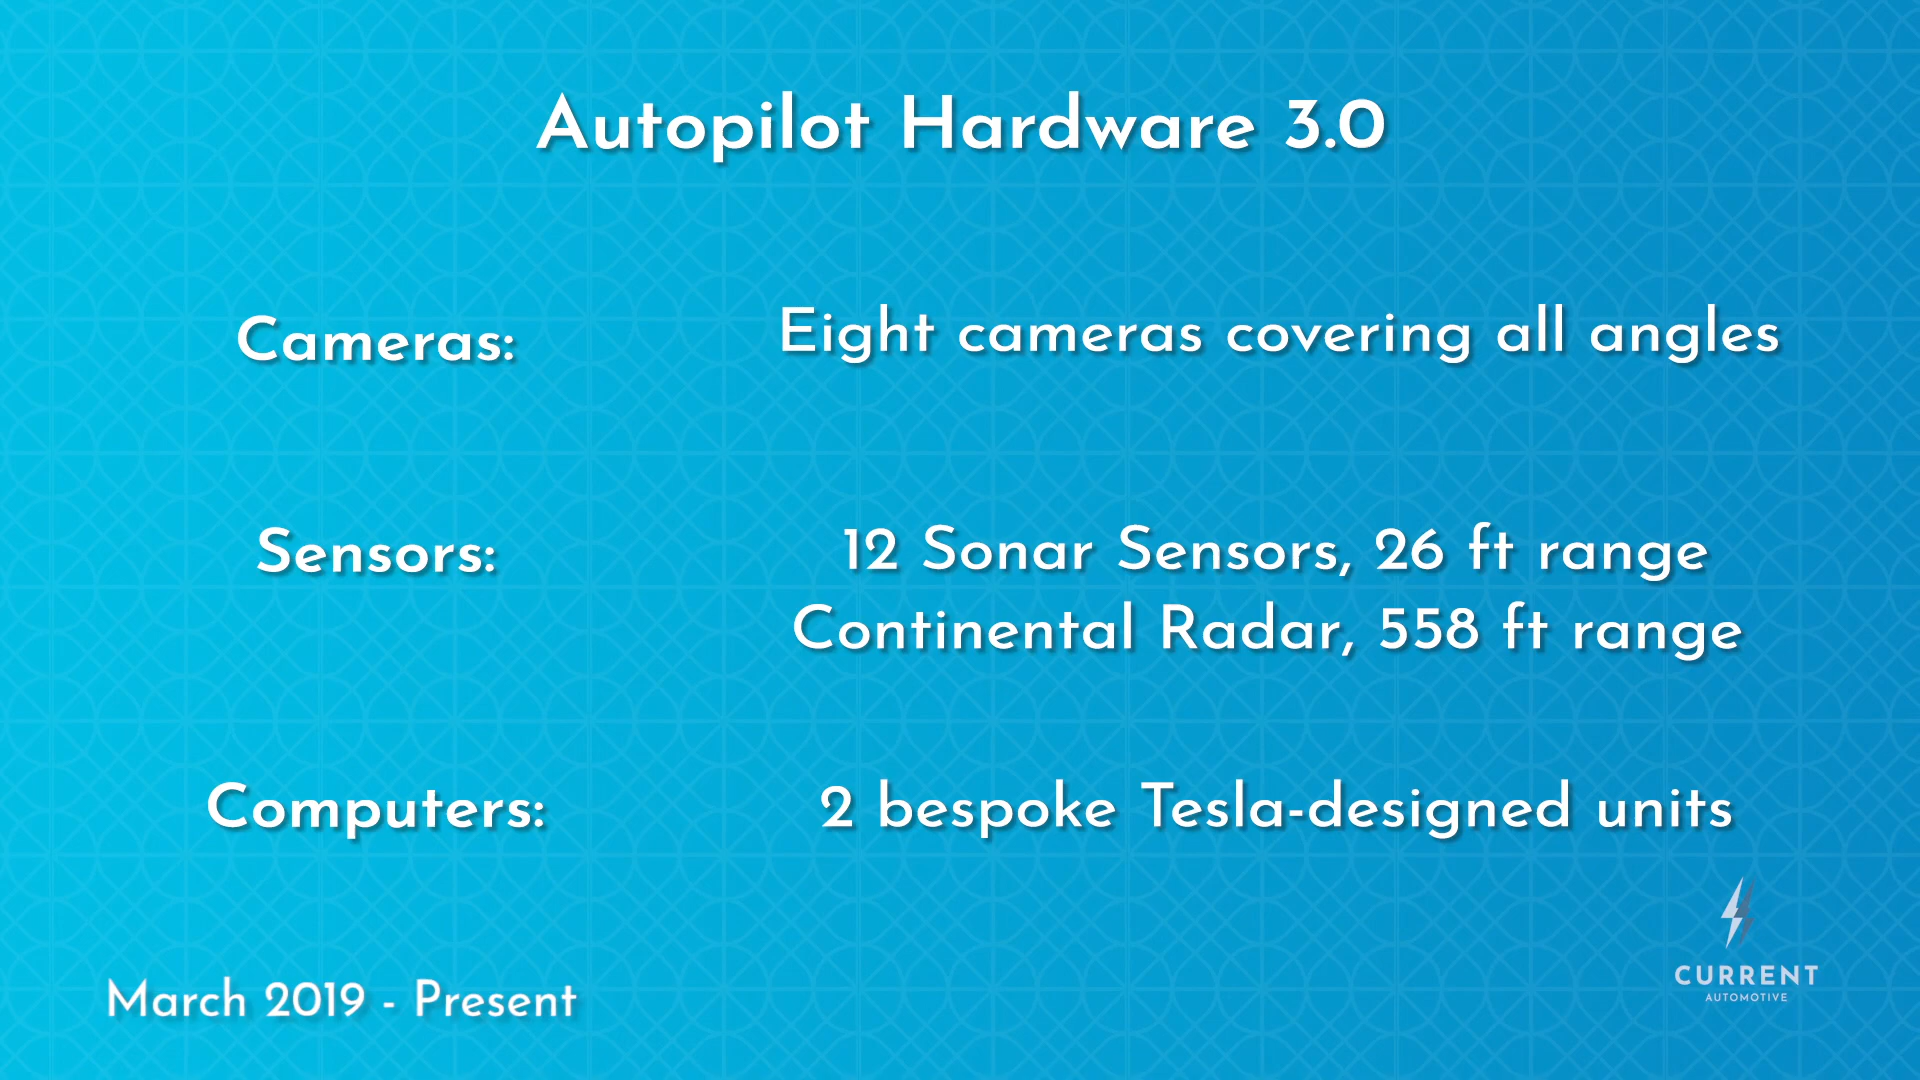 Autopilot Hardware 3.0
Cameras:
Eight cameras covering all angles
Sensors:
12 Sonar Sensors, 26 ft range
Continental Radar, 558 ft range
Computers:
2 bespoke Tesla-designed units
March 2019 - Present
CURRENT
AUTOMOTIVE